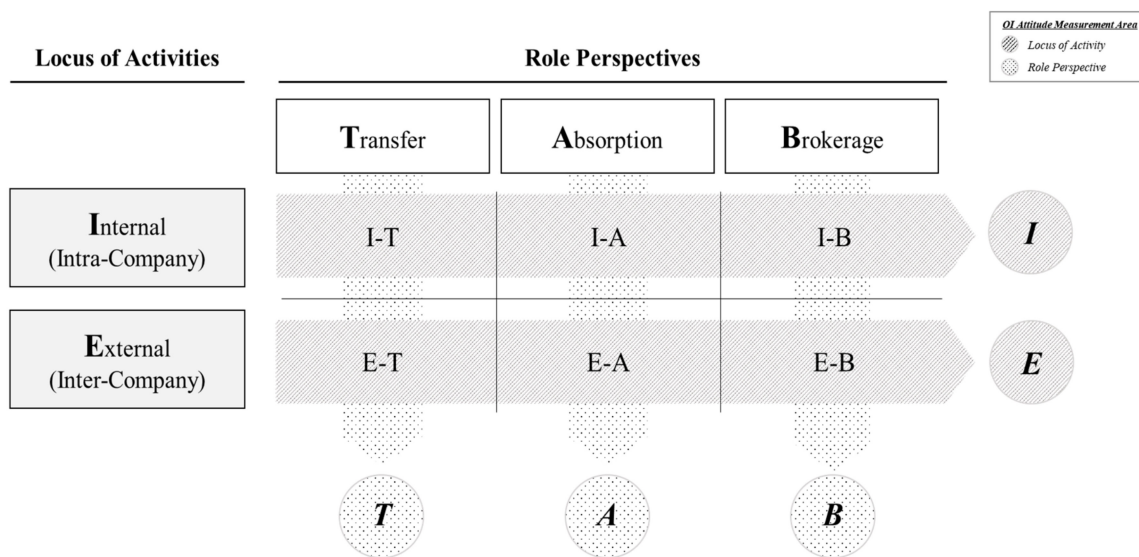 OI Attitude Measurement Area
Locus of Activity
Role Perspective
Locus of Activities
Role Perspectives
Transfer
Absorption
Brokerage
Internal
(Intra-Company)
I-T
I-A
I-B
I
External
(Inter-Company)
E-T
E-A
E-B
E
T
A
B